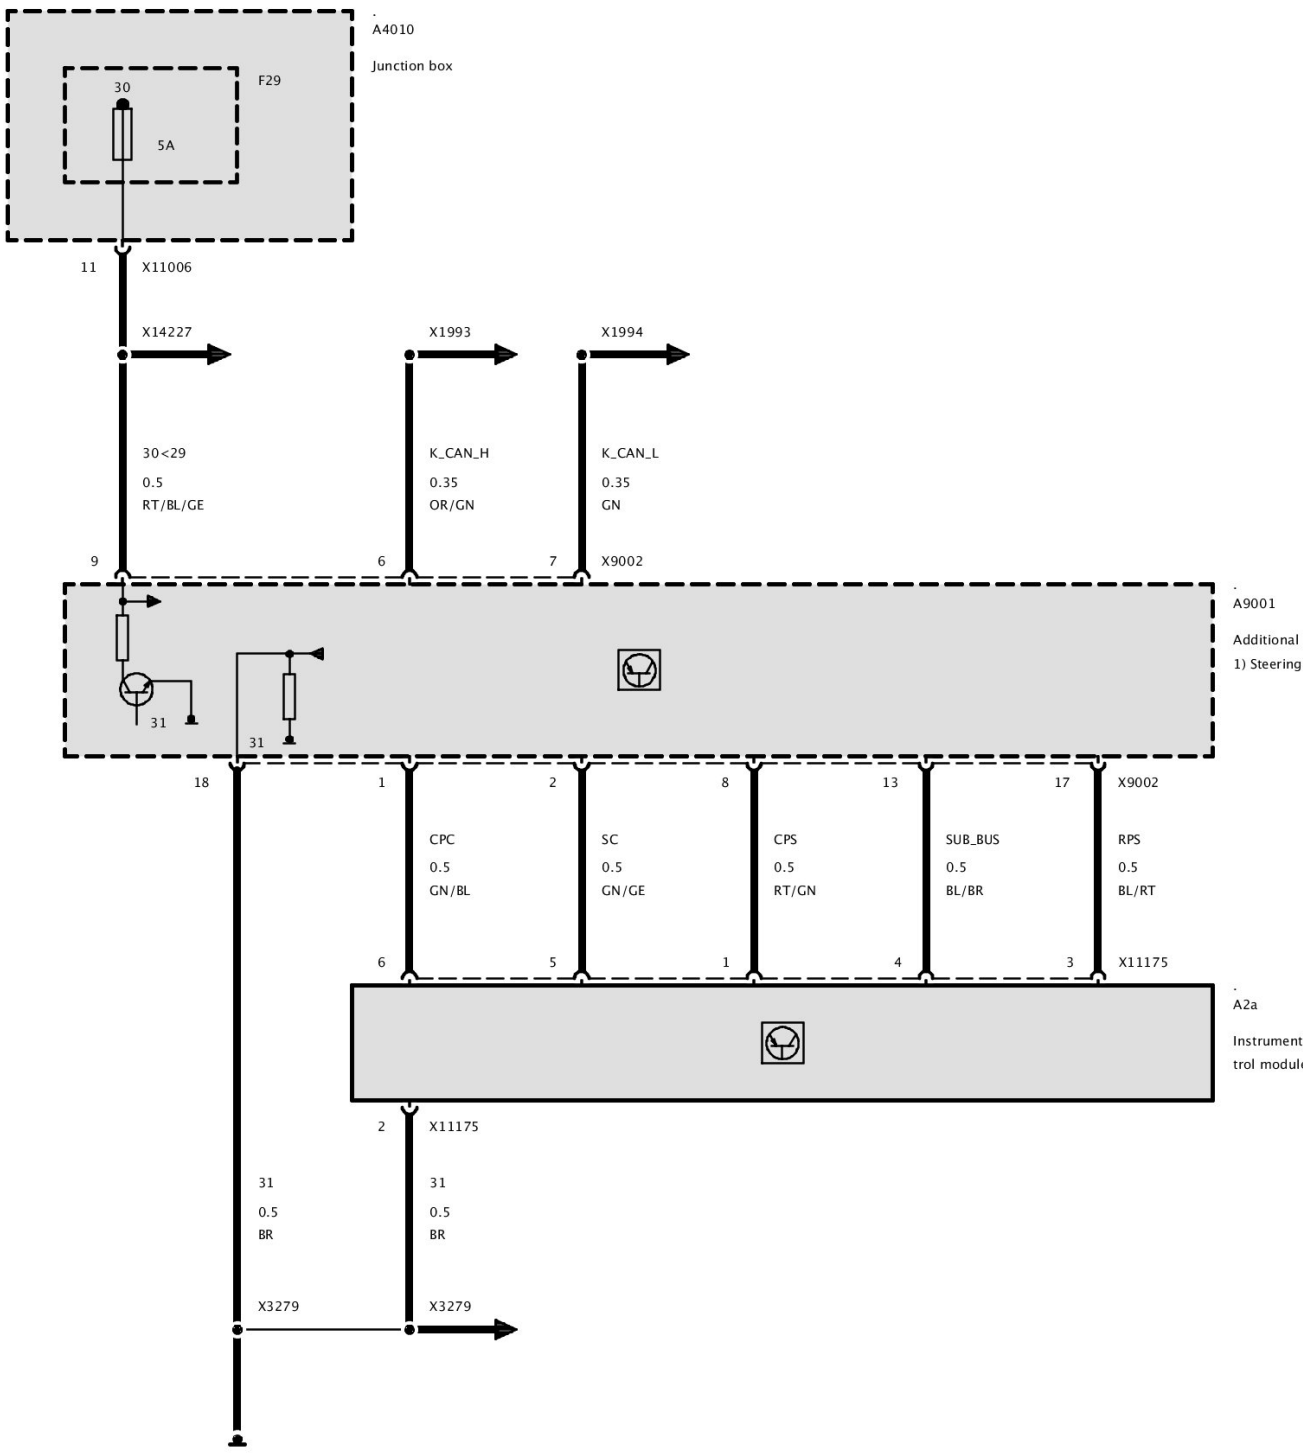 .
A4010
Junction box
F29
30
5A
11 X11006
X14227
X1993
X1994
30<29
0.5
RT/BL/GE
K_CAN_H
0.35
OR/GN
K_CAN_L
0.35
GN
9 6 7 X9002
.
A9001
Additional
1) Steering
31
31
18 1 2 8 13 17 X9002
CPC
0.5
GN/BL
SC
0.5
GN/GE
CPS
0.5
RT/GN
SUB_BUS
0.5
BL/BR
RPS
0.5
BL/RT
6 5 1 4 3 X11175
.
A2a
Instrument
trol module
2 X11175
31
0.5
BR
31
0.5
BR
X3279
X3279